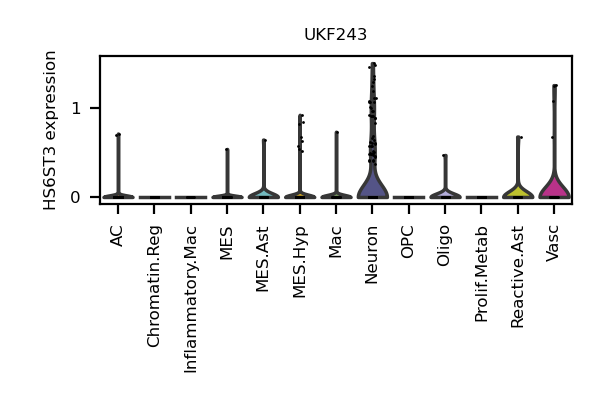 UKF243
HS6ST3 expression
1
0
AC
Chromatin.Reg
Inflammatory.Mac
MES
MES.Ast
MES.Hyp
Mac
Neuron
OPC
Oligo
Prolif.Metab
Reactive.Ast
Vasc